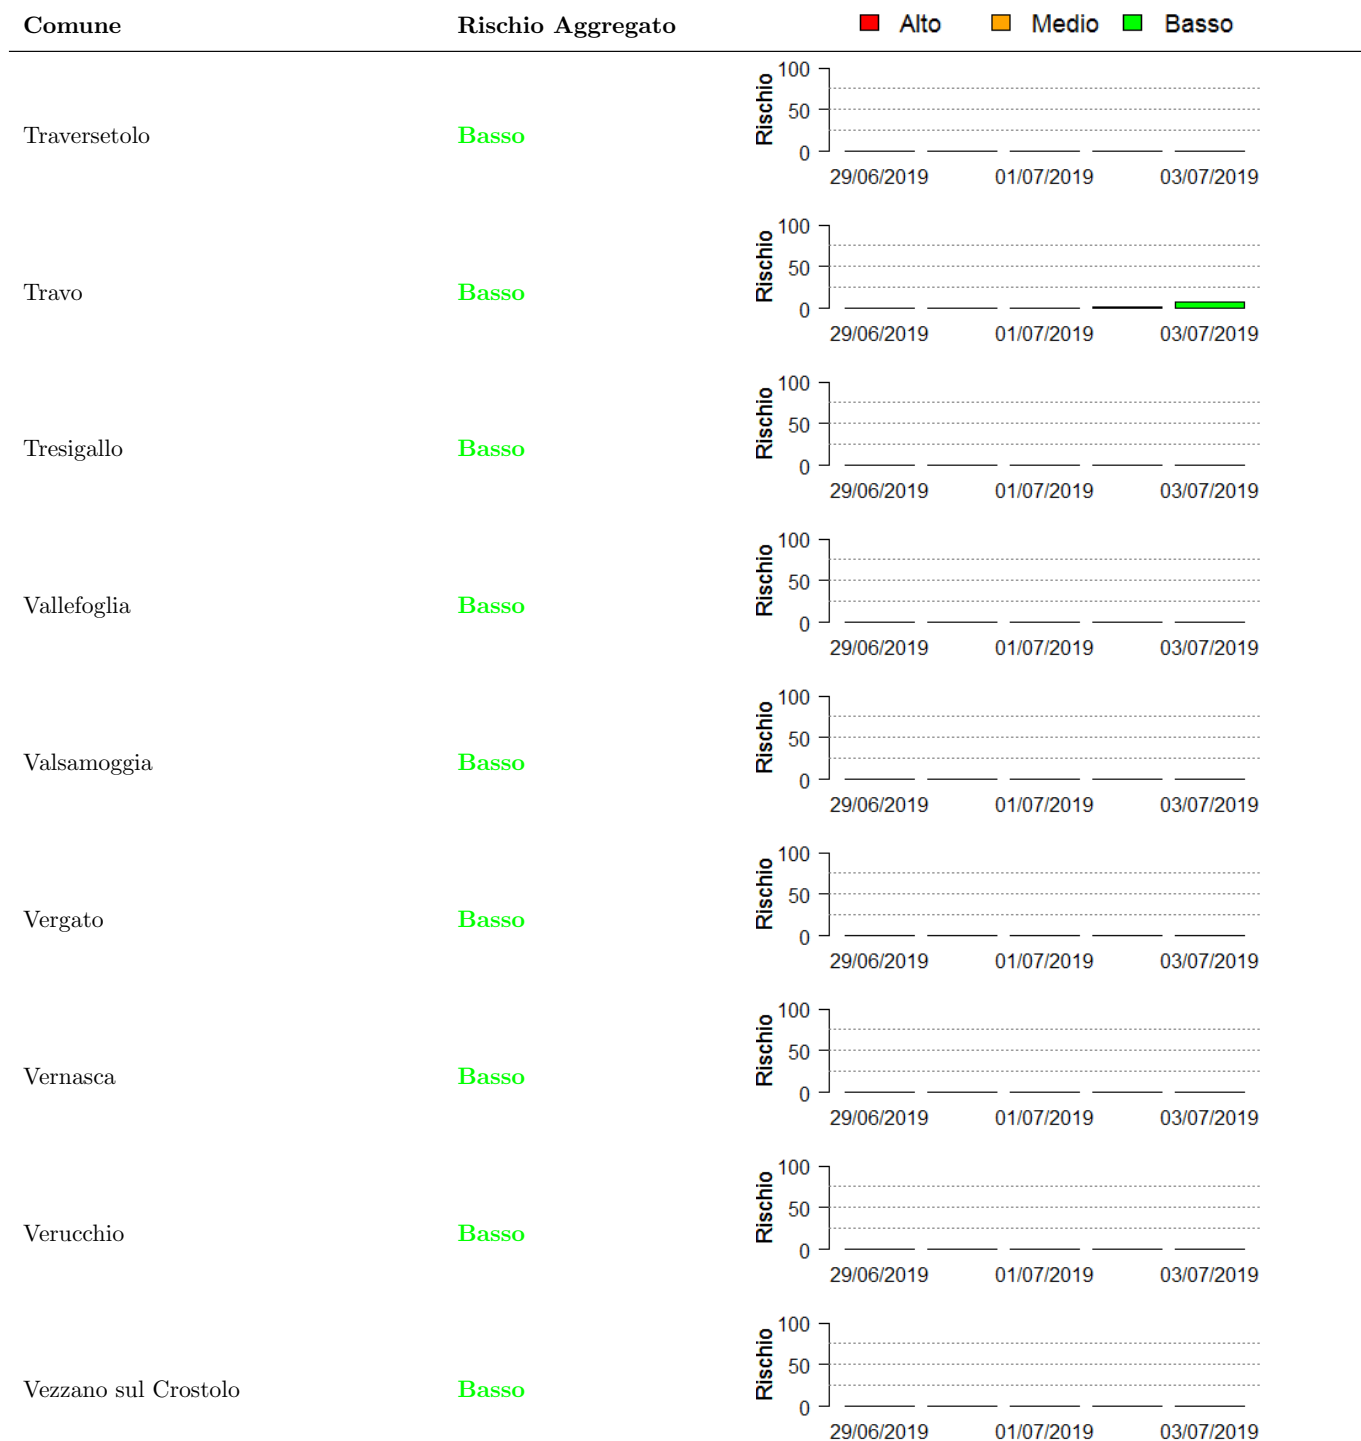 Comune Rischio Aggregato Alto Medio Basso
100
50
0
Rischio
Traversetolo Basso
29/06/2019 01/07/2019 03/07/2019
100
50
0
Rischio
Travo Basso
29/06/2019 01/07/2019 03/07/2019
100
50
0
Rischio
Tresigallo Basso
29/06/2019 01/07/2019 03/07/2019
100
50
0
Rischio
Vallefoglia Basso
29/06/2019 01/07/2019 03/07/2019
100
50
0
Rischio
Valsamoggia Basso
29/06/2019 01/07/2019 03/07/2019
100
50
0
Rischio
Vergato Basso
29/06/2019 01/07/2019 03/07/2019
100
50
0
Rischio
Vernasca Basso
29/06/2019 01/07/2019 03/07/2019
100
50
0
Rischio
Verucchio Basso
29/06/2019 01/07/2019 03/07/2019
100
50
0
Rischio
Vezzano sul Crostolo Basso
29/06/2019 01/07/2019 03/07/2019